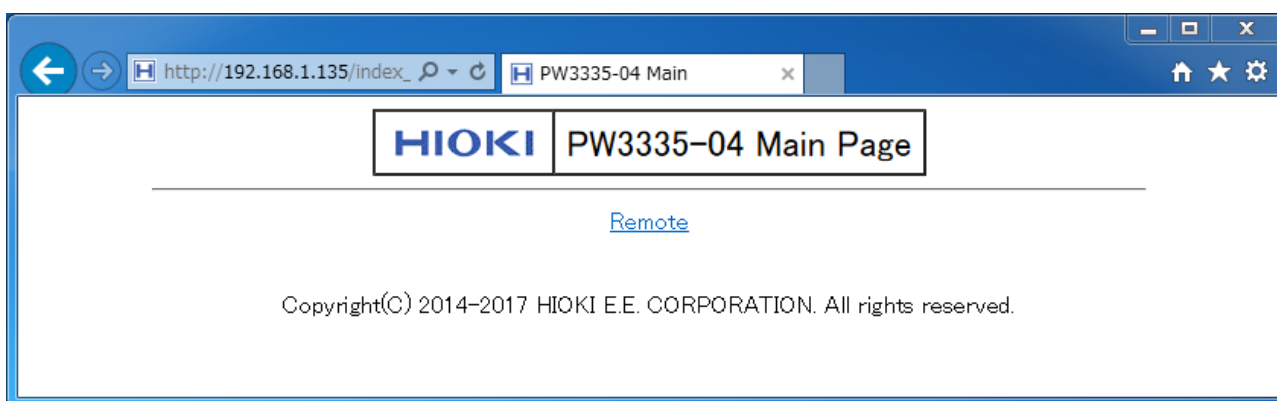 http://192.168.1.135/index_
PW3335-04 Main
HIOKI PW3335-04 Main Page
Remote
Copyright(C) 2014-2017 HIOKI E.E. CORPORATION. All rights reserved.